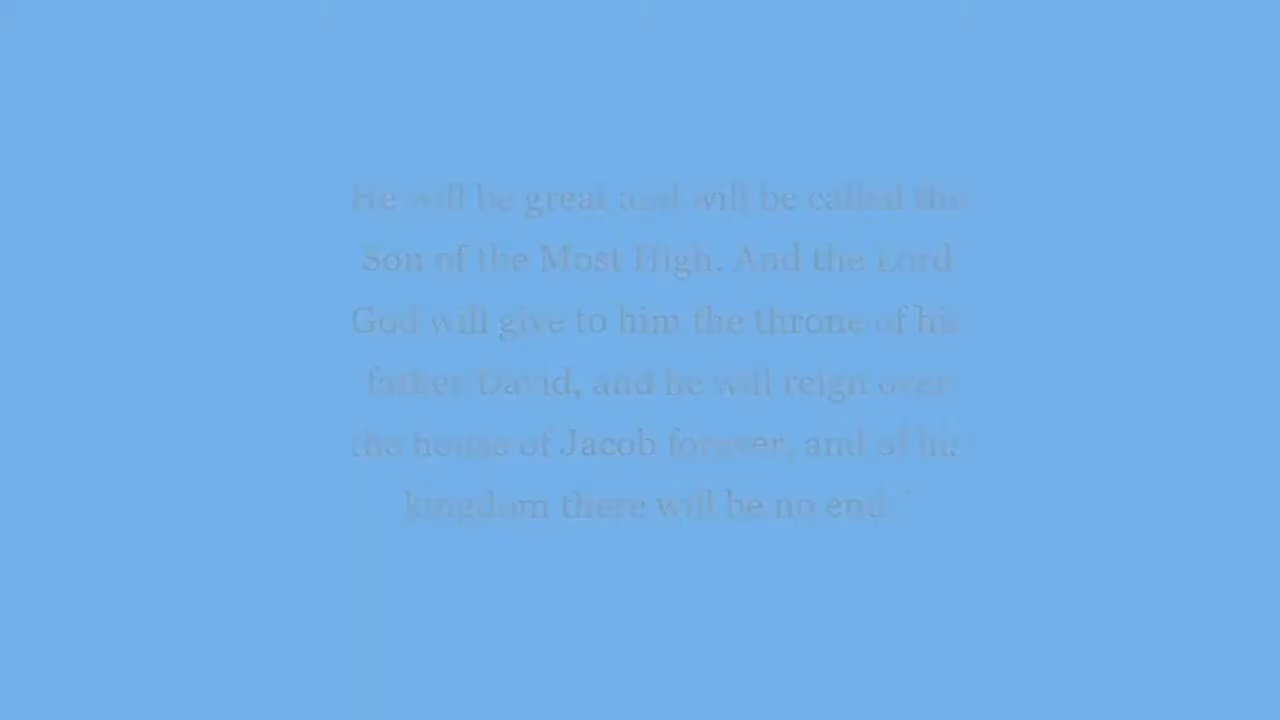 He will be great and will be called the
Son of the Most High. And the Lord
God will give to him the throne of his
father David, and he will reign over
the house of Jacob forever, and of his
kingdom there will be no end.”